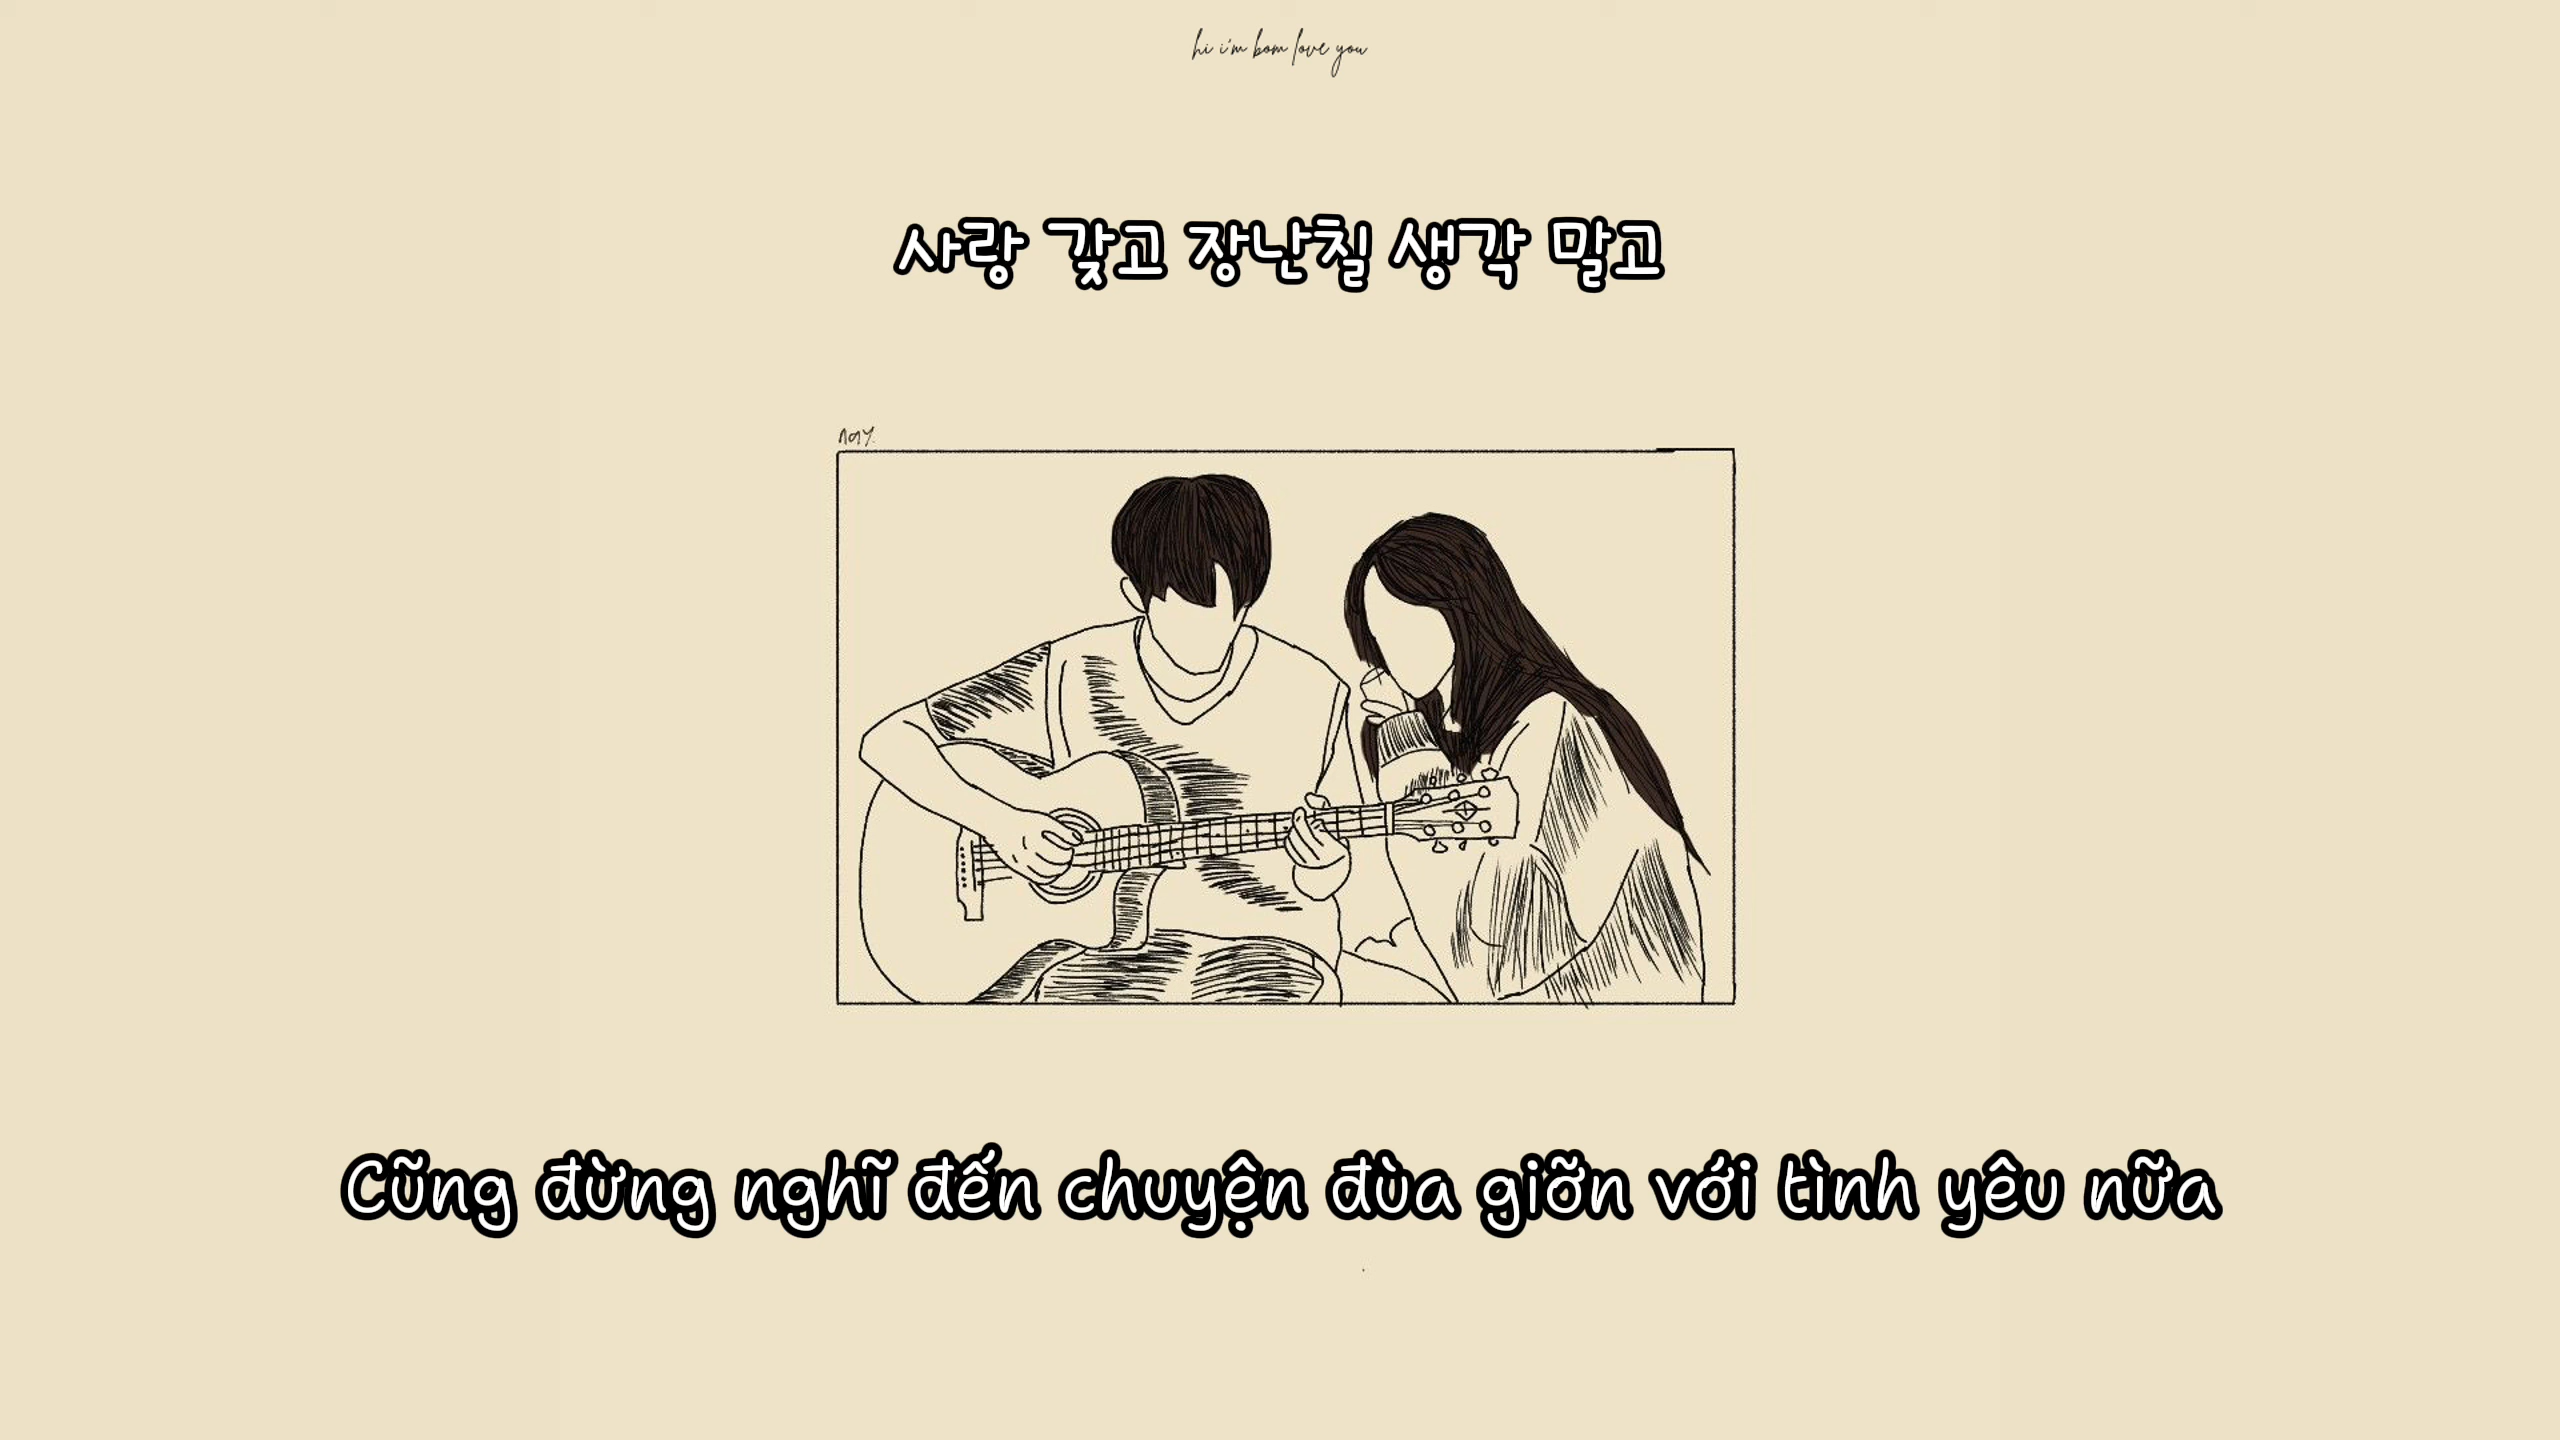 hi i'm bom love you
사랑 갖고 장난칠 생각 말고
Cũng đừng nghĩ đến chuyện đùa giỡn với tình yêu nữa